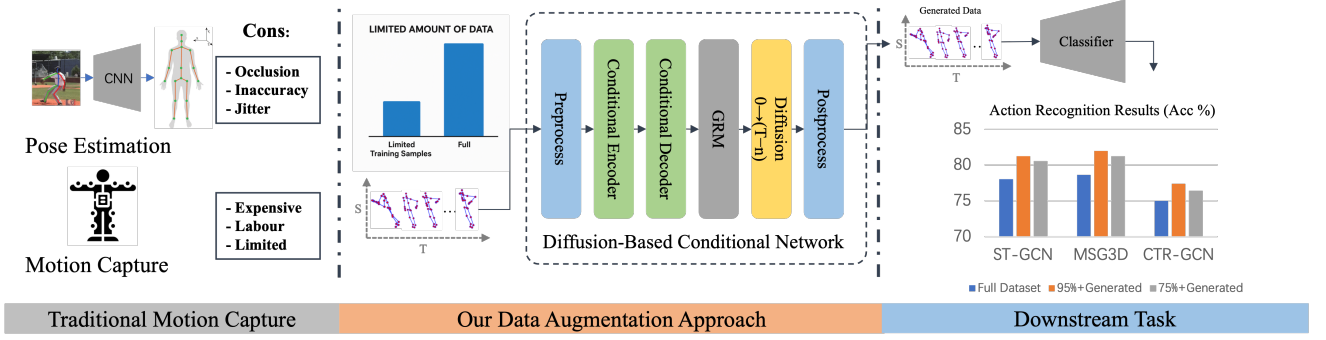 CNN
Cons:
- Occlusion
- Inaccuracy
- Jitter
Pose Estimation
- Expensive
- Labour
- Limited
Motion Capture
Traditional Motion Capture
LIMITED AMOUNT OF DATA
Limited
Training Samples
Full
S
...
T
Preprocess
Conditional Encoder
Conditional Decoder
GRM
Diffusion
0→(T−n)
Postprocess
Diffusion-Based Conditional Network
Our Data Augmentation Approach
Generated Data
S
..
T
Classifier
Action Recognition Results (Acc %)
85
80
75
70
ST-GCN MSG3D CTR-GCN
Full Dataset 95%+Generated 75%+Generated
Downstream Task